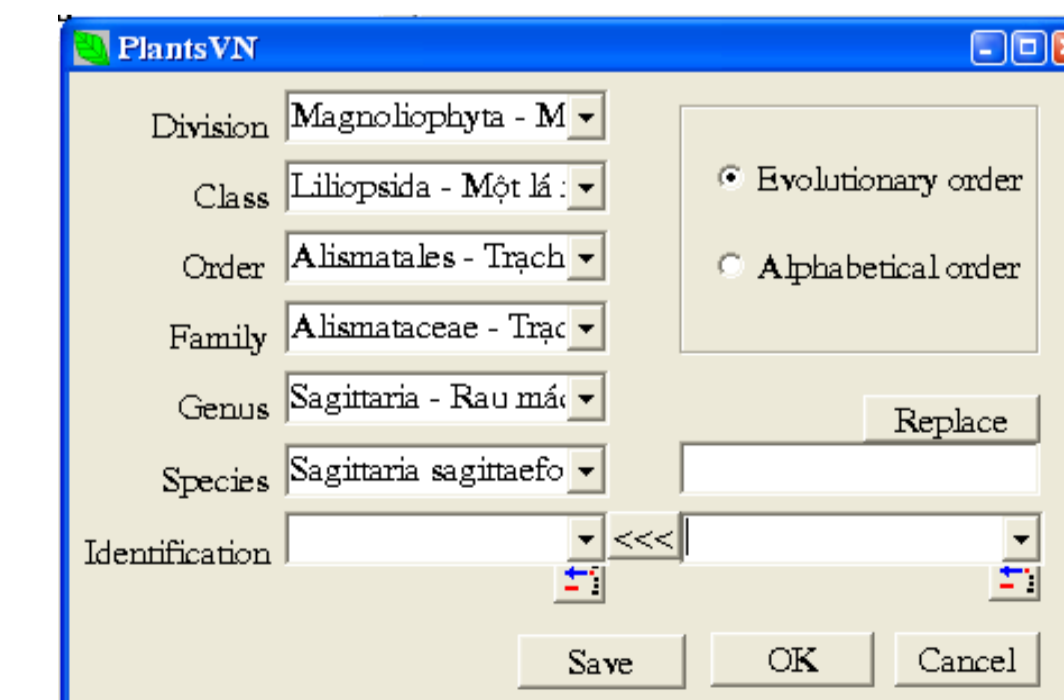 PlantsVN
Division Magnoliophyta - M
Class Liliopsida - Một lá
Evolutionary order
Order Alismatales - Trạch
Alphabetical order
Family Alismataceae - Trạc
Genus Sagittaria - Rau mác
Replace
Species Sagittaria sagittaefo
Identification <<<
Save OK Cancel